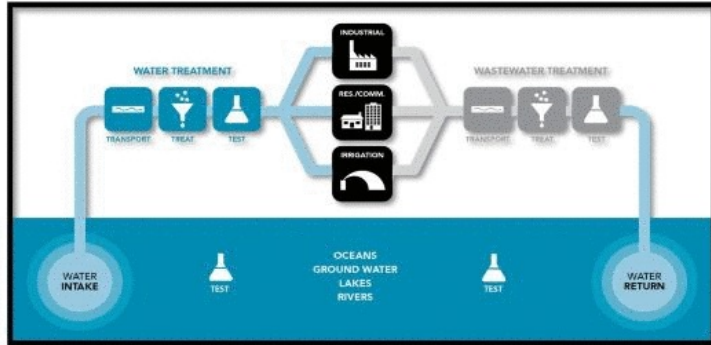 INDUSTRIAL
WATER TREATMENT
WASTEWATER TREATMENT
RES./COMM.
TRANSPORT
TREAT
TEST
TRANSPORT
TREAT
TEST
IRRIGATION
WATER
INTAKE
TEST
OCEANS
GROUND WATER
LAKES
RIVERS
TEST
WATER
RETURN